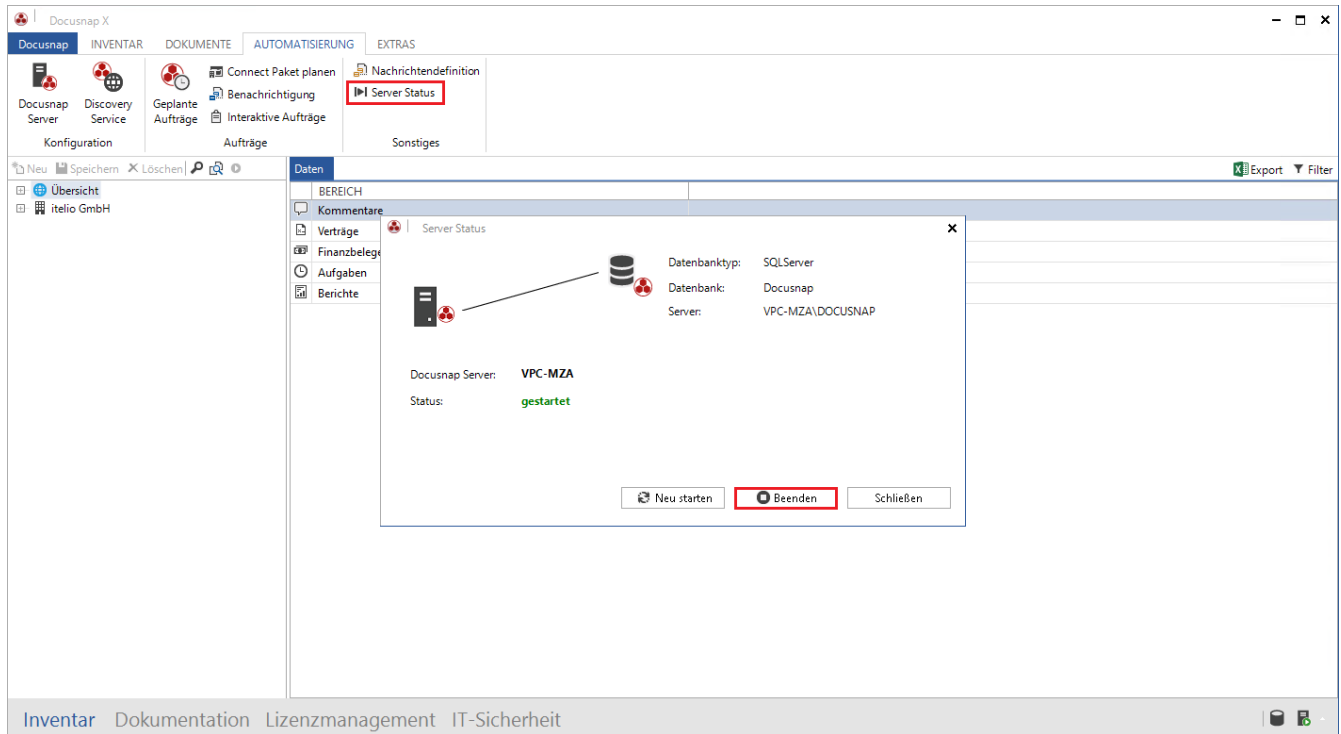 Docusnap X
Docusnap INVENTAR DOKUMENTE AUTOMATISIERUNG EXTRAS
Docusnap Server
Discovery Service
Geplante Aufträge
Connect Paket planen
Benachrichtigung
Interaktive Aufträge
Nachrichtendefinition
Server Status
Konfiguration Aufträge Sonstiges
Neu Speichern Löschen
Übersicht
itelio GmbH
Daten Export Filter
BEREICH
Kommentare
Verträge
Finanzbelege
Aufgaben
Berichte
Server Status
Datenbanktyp: SQLServer
Datenbank: Docusnap
Server: VPC-MZA\DOCUSNAP
Docusnap Server: VPC-MZA
Status: gestartet
Neu starten Beenden Schließen
Inventar Dokumentation Lizenzmanagement IT-Sicherheit